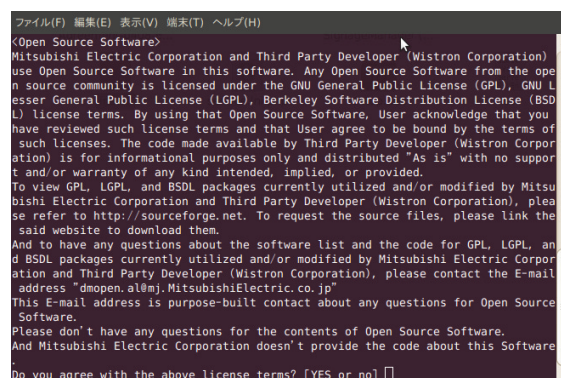 ファイル(F) 編集(E) 表示(V) 端末(T) ヘルプ(H)
<Open Source Software>
Mitsubishi Electric Corporation and Third Party Developer (Wistron Corporation)
use Open Source Software in this software. Any Open Source Software from the ope
n source community is licensed under the GNU General Public License (GPL), GNU L
esser General Public License (LGPL), Berkeley Software Distribution License (BSD
L) license terms. By using that Open Source Software, User acknowledge that you
have reviewed such license terms and that User agree to be bound by the terms of
 such licenses. The code made available by Third Party Developer (Wistron Corpor
ation) is for informational purposes only and distributed "As is" with no suppor
t and/or warranty of any kind intended, implied, or provided.
To view GPL, LGPL, and BSDL packages currently utilized and/or modified by Mitsu
bishi Electric Corporation and Third Party Developer (Wistron Corporation), plea
se refer to http://sourceforge.net. To request the source files, please link the
 said website to download them.
And to have any questions about the software list and the code for GPL, LGPL, an
d BSDL packages currently utilized and/or modified by Mitsubishi Electric Corpor
ation and Third Party Developer (Wistron Corporation), please contact the E-mail
 address "dmopen.al@mj.MitsubishiElectric.co.jp"
This E-mail address is purpose-built contact about any questions for Open Source
 Software.
Please don't have any questions for the contents of Open Source Software.
And Mitsubishi Electric Corporation doesn't provide the code about this Software
.
Do you agree with the above license terms? [YES or no]